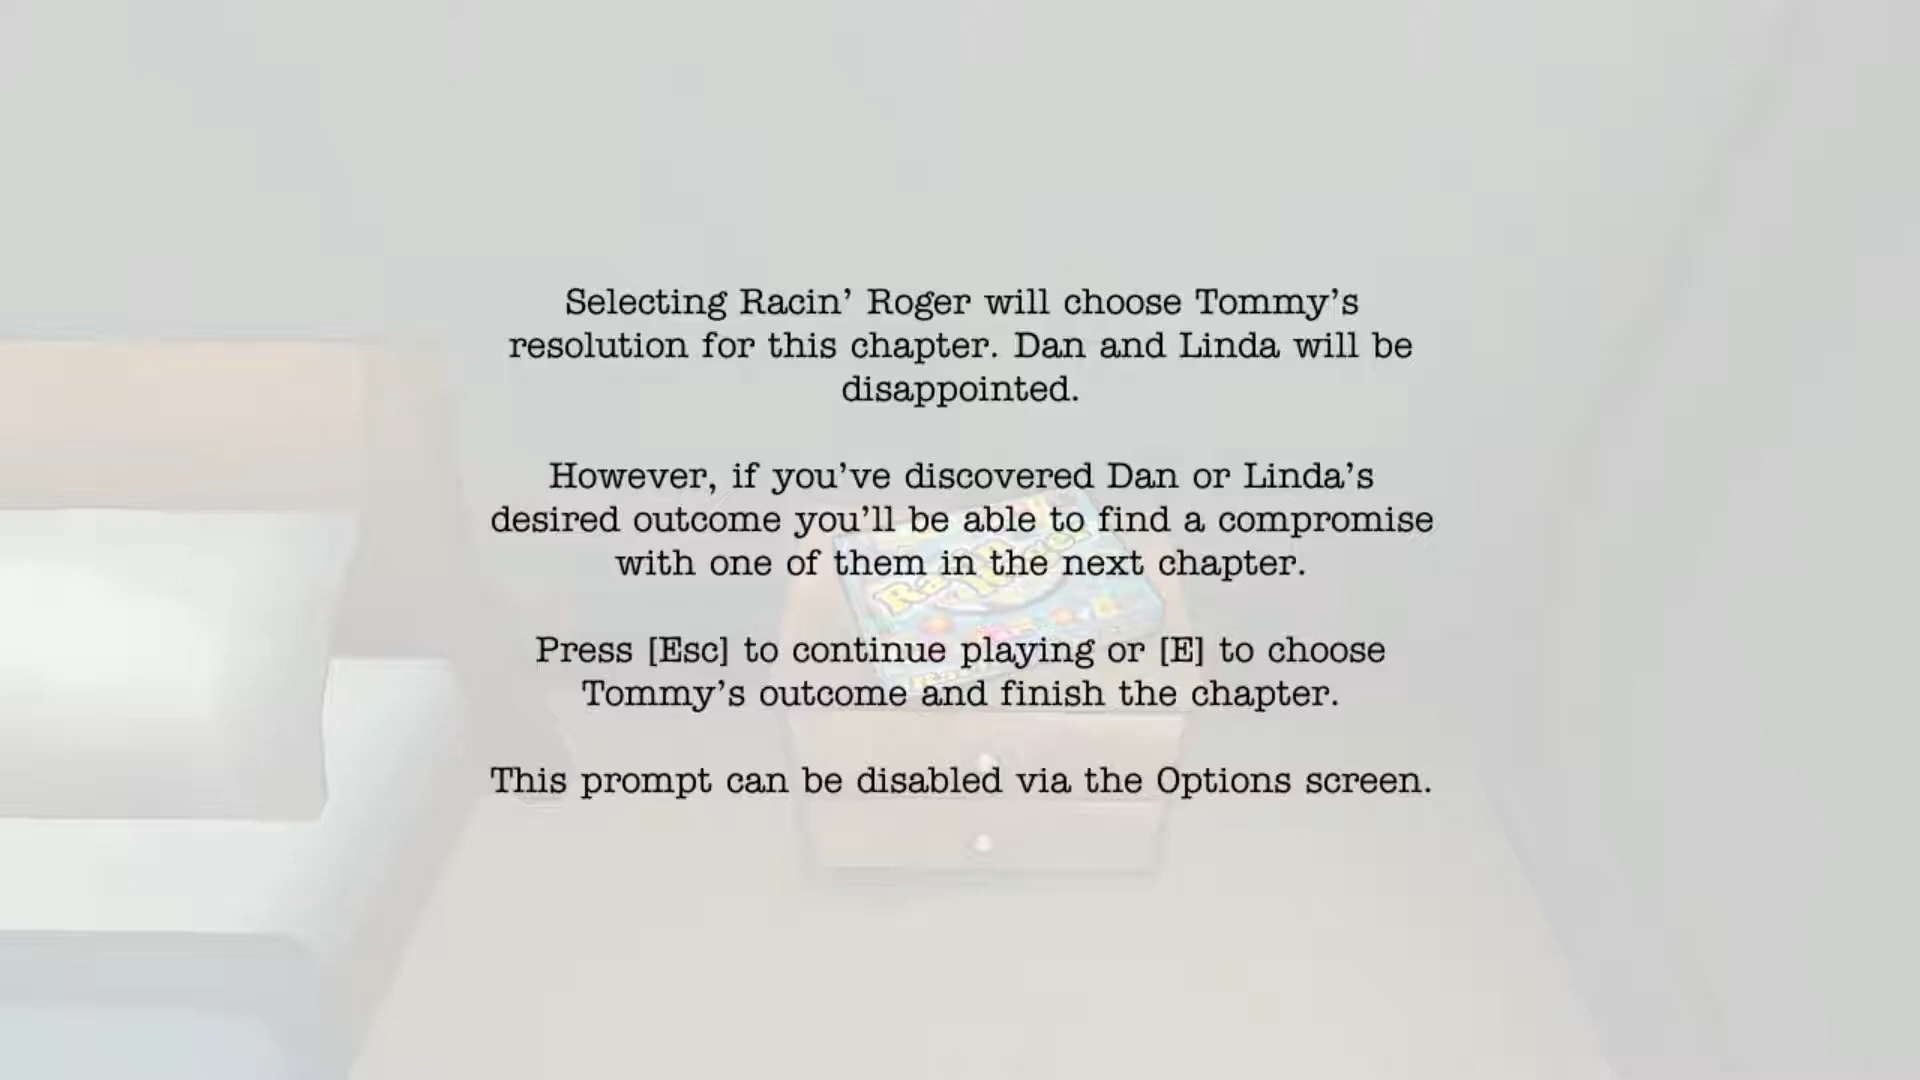 Selecting Racin’ Roger will choose Tommy’s
resolution for this chapter. Dan and Linda will be
disappointed.
However, if you’ve discovered Dan or Linda’s
desired outcome you’ll be able to find a compromise
with one of them in the next chapter.
Press [Esc] to continue playing or [E] to choose
Tommy’s outcome and finish the chapter.
This prompt can be disabled via the Options screen.